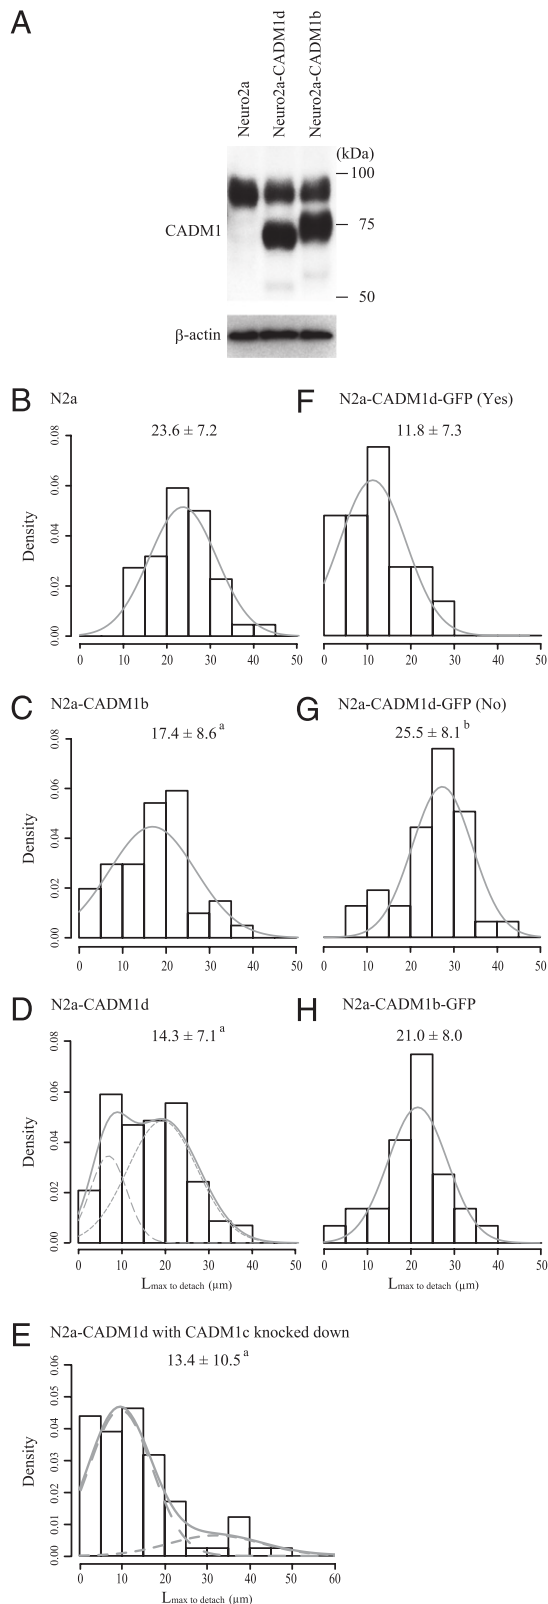 A
Neuro2a
Neuro2a-CADM1d
Neuro2a-CADM1b
(kDa)
100
CADM1
75
50
β-actin
B N2a
23.6 ± 7.2
Density
0.00 0.02 0.04 0.06 0.08
0 10 20 30 40 50
F N2a-CADM1d-GFP (Yes)
11.8 ± 7.3
0 10 20 30 40 50
C N2a-CADM1b
17.4 ± 8.6 a
Density
0.00 0.02 0.04 0.06 0.08
0 10 20 30 40 50
G N2a-CADM1d-GFP (No)
25.5 ± 8.1 b
0 10 20 30 40 50
D N2a-CADM1d
14.3 ± 7.1 a
Density
0.00 0.02 0.04 0.06 0.08
0 10 20 30 40 50
Lmax to detach (µm)
H N2a-CADM1b-GFP
21.0 ± 8.0
0 10 20 30 40 50
Lmax to detach (µm)
E N2a-CADM1d with CADM1c knocked down
13.4 ± 10.5 a
Density
0.00 0.01 0.02 0.03 0.04 0.05 0.06
0 10 20 30 40 50 60
Lmax to detach (µm)